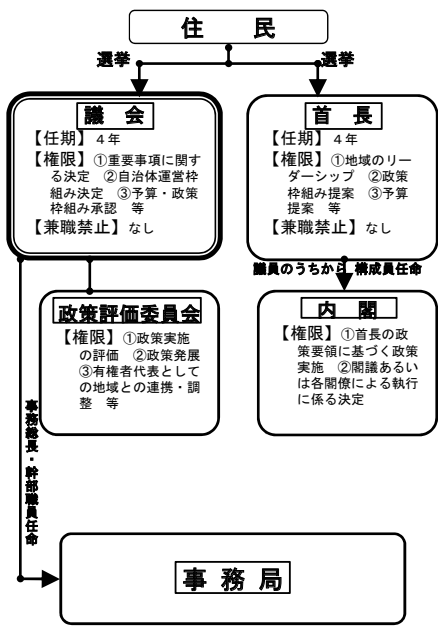 住　民
選挙
選挙
議　会
【任期】４年
【権限】①重要事項に関す
る決定　②自治体運営枠
組み決定　③予算・政策
枠組み承認　等
【兼職禁止】なし
首　長
【任期】４年
【権限】①地域のリー
ダーシップ　②政策
枠組み提案　③予算
提案　等
【兼職禁止】なし
議員のうちから 構成員任命
政策評価委員会
【権限】①政策実施
の評価　②政策発展
③有権者代表として
の地域との連携・調
整　等
内　閣
【権限】①首長の政
策要領に基づく政策
実施　②閣議あるい
は各閣僚による執行
に係る決定
事務総長・幹部職員任命
事 務 局